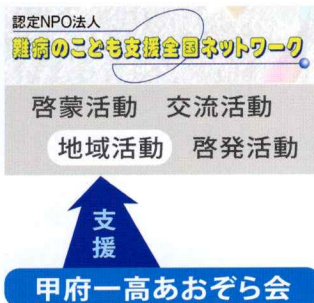 認定NPO法人
難病のこども支援全国ネットワーク
啓蒙活動　交流活動
地域活動　啓発活動
支援
甲府一高あおぞら会